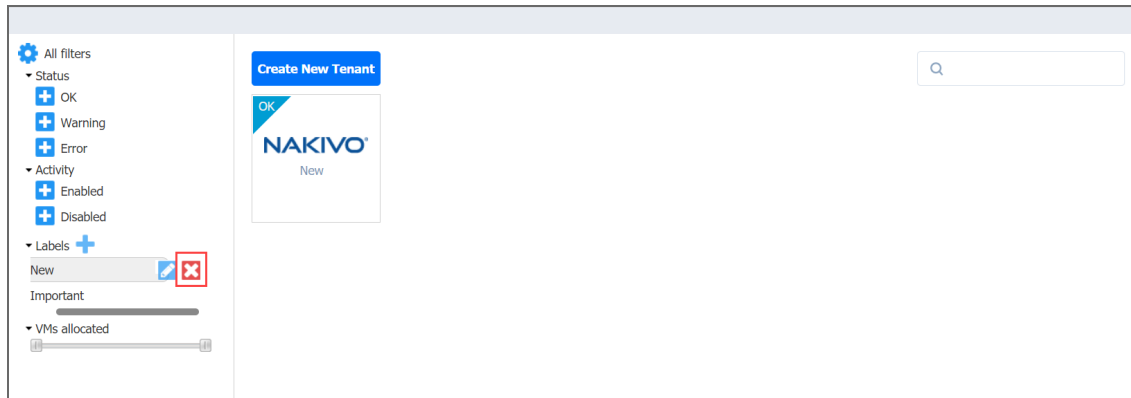 All filters
Status
OK
Warning
Error
Activity
Enabled
Disabled
Labels
New
Important
VMs allocated
Create New Tenant
OK
NAKIVO®
New